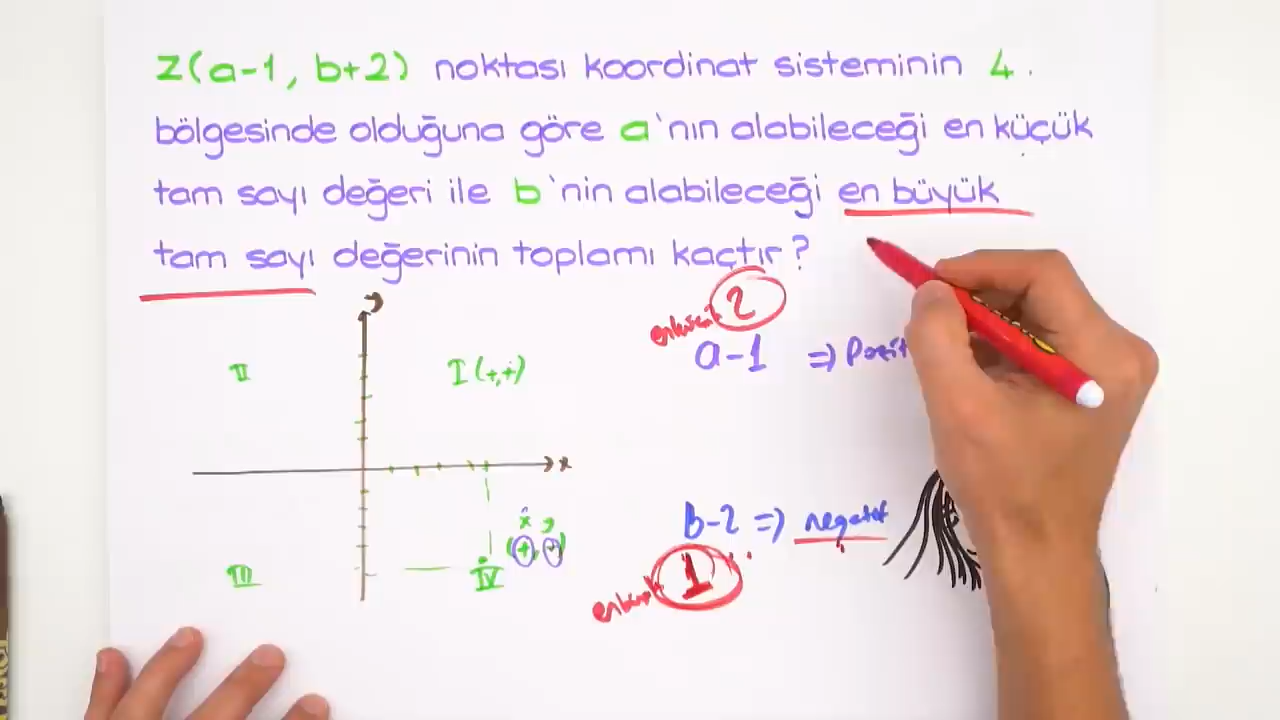 Z(a-1, b+2) noktası koordinat sisteminin 4.
bölgesinde olduğuna göre a'nın alabileceği en küçük
tam sayı değeri ile b'nin alabileceği en büyük
tam sayı değerinin toplamı kaçtır?
2
a-1 ⇒ Pozit
y
II
I (+,+)
x
x y
III
IV
b-2 ⇒ negatif
1